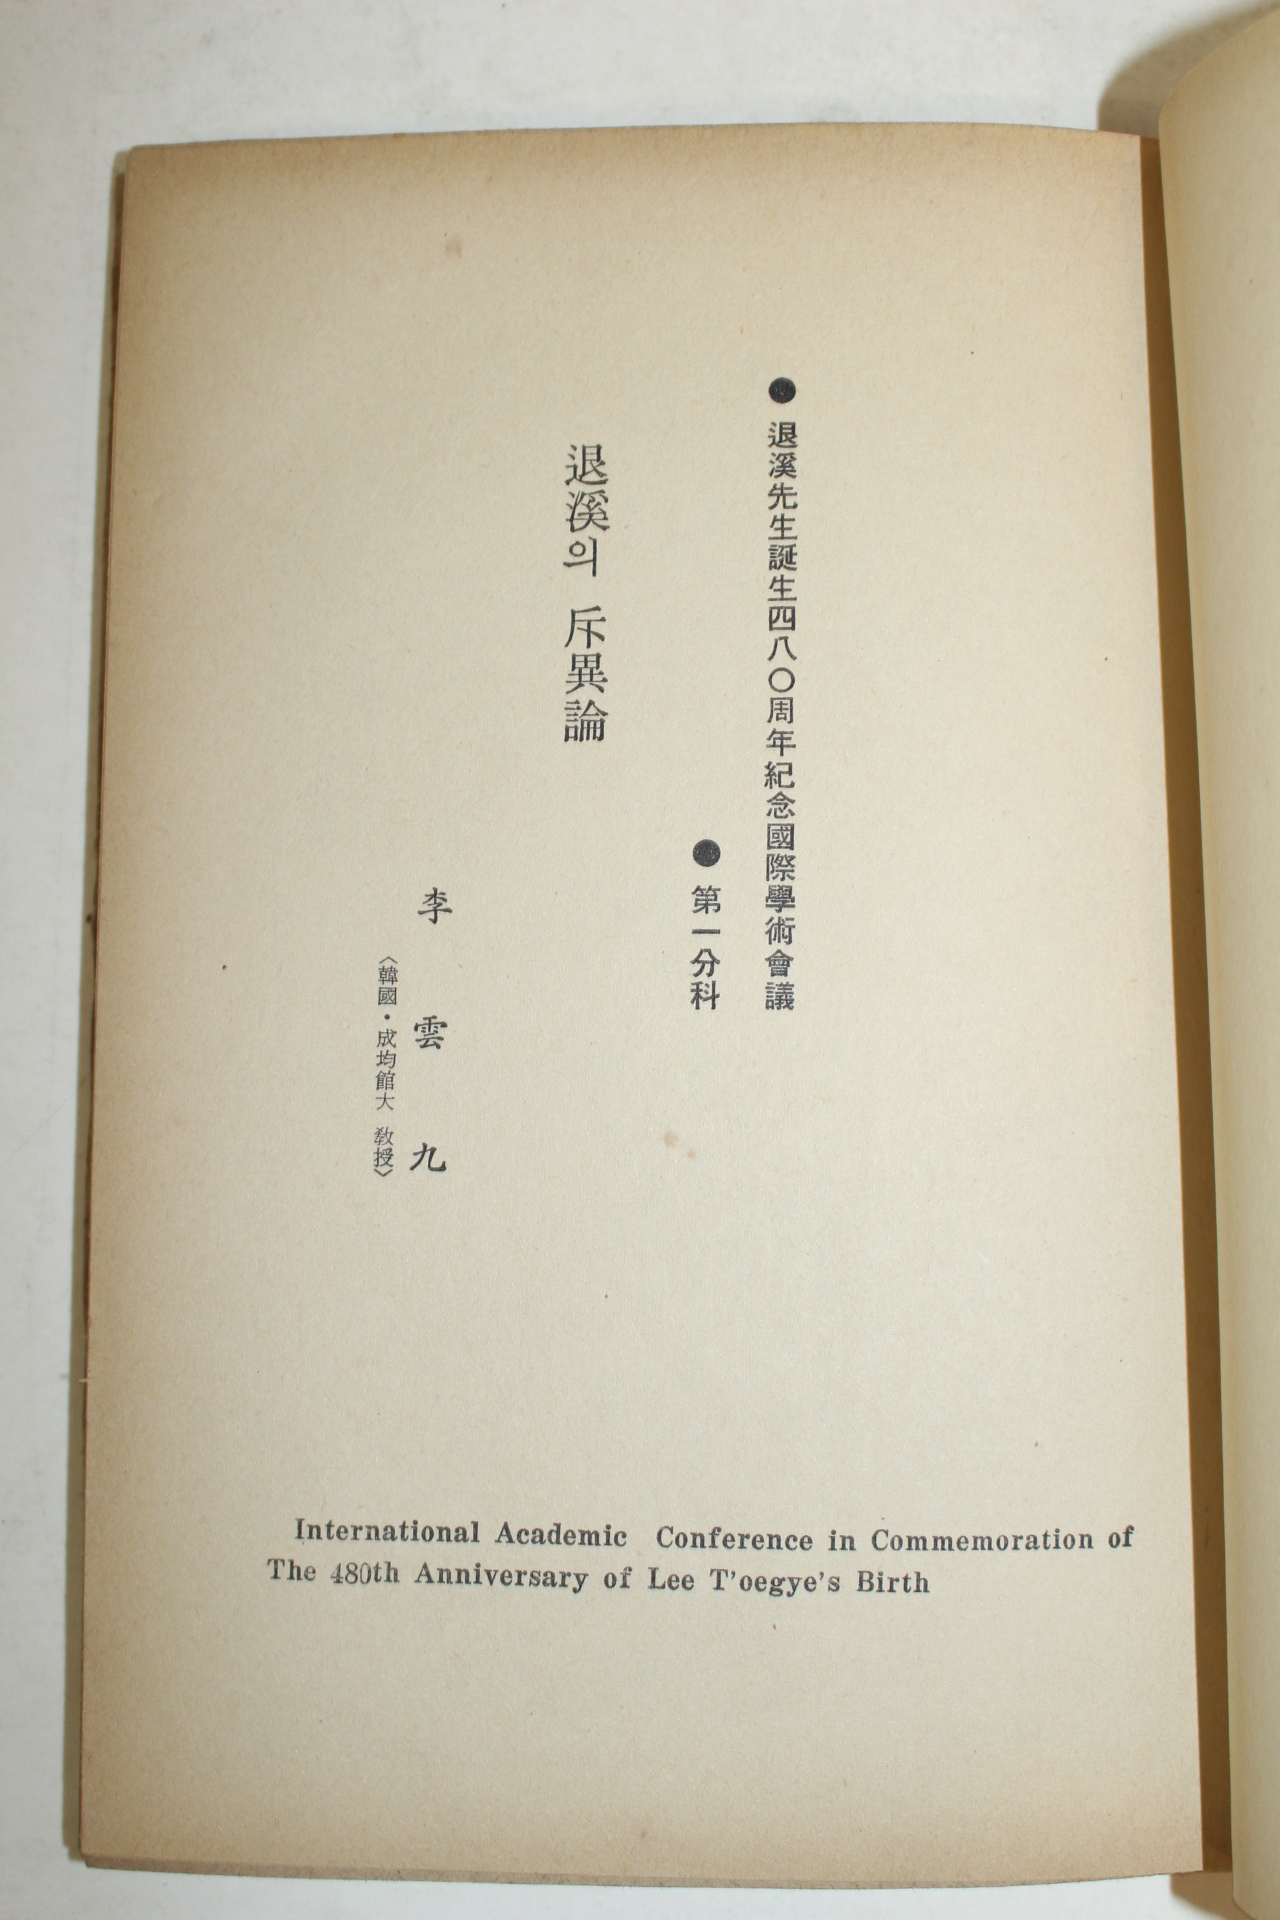 ● 退溪先生誕生四八〇周年紀念國際學術會議
● 第一分科
退溪의 斥異論
李雲九
〈韓國·成均館大 敎授〉
International Academic Conference in Commemoration of
The 480th Anniversary of Lee T'oegye's Birth